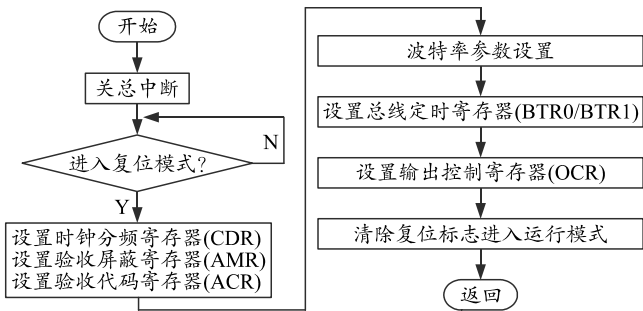 开始
关总中断
进入复位模式?
N
Y
设置时钟分频寄存器(CDR)
设置验收屏蔽寄存器(AMR)
设置验收代码寄存器(ACR)
波特率参数设置
设置总线定时寄存器(BTR0/BTR1)
设置输出控制寄存器(OCR)
清除复位标志进入运行模式
返回